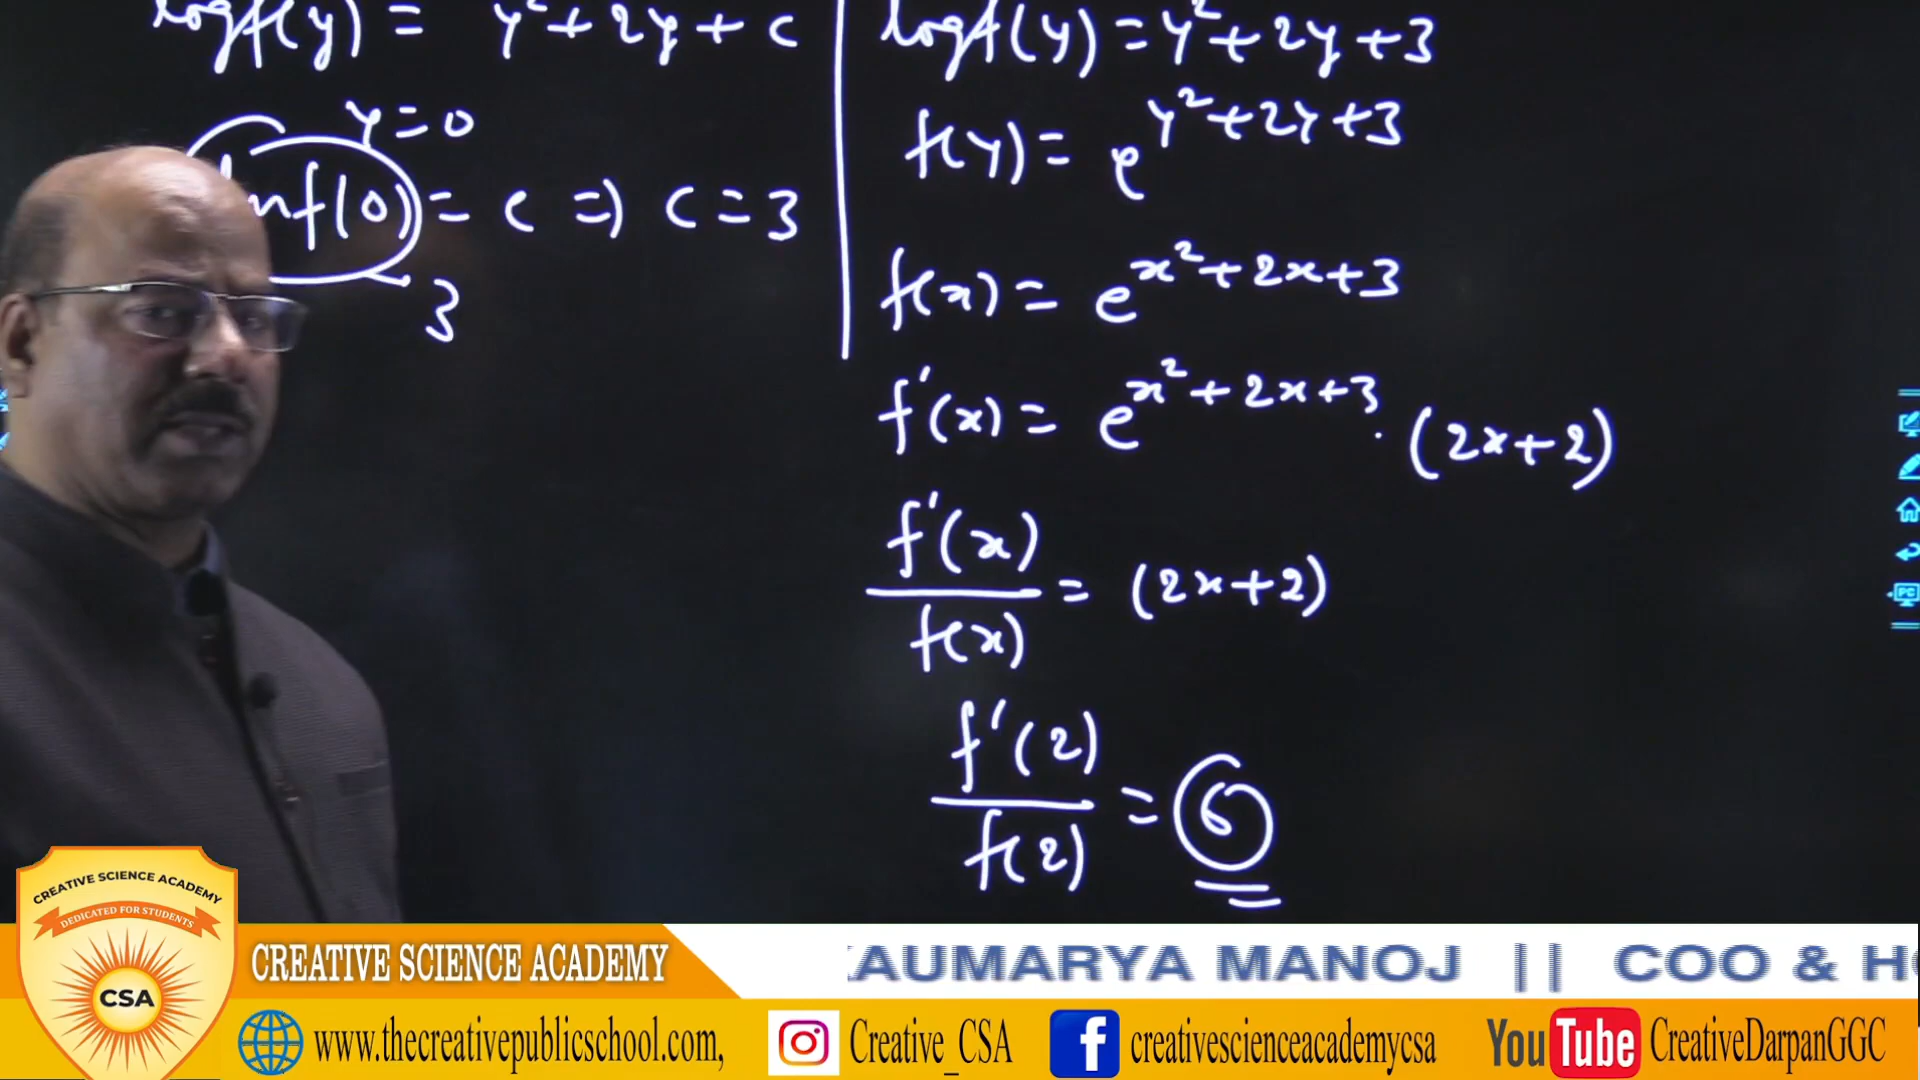 log f(y) = y² + 2y + c
y = 0
ln f(0) = c ⇒ c = 3
3
log f(y) = y² + 2y + 3
f(y) = e^{y² + 2y + 3}
f(x) = e^{x² + 2x + 3}
f'(x) = e^{x² + 2x + 3} · (2x + 2)
f'(x)/f(x) = (2x + 2)
f'(2)/f(2) = 6
CREATIVE SCIENCE ACADEMY
DEDICATED FOR STUDENTS
CSA
CREATIVE SCIENCE ACADEMY
KAUMARYA MANOJ || COO &
www.thecreativepublicschool.com,
Creative_CSA
creativescienceacademycsa
YouTube
CreativeDarpanGGC
PC